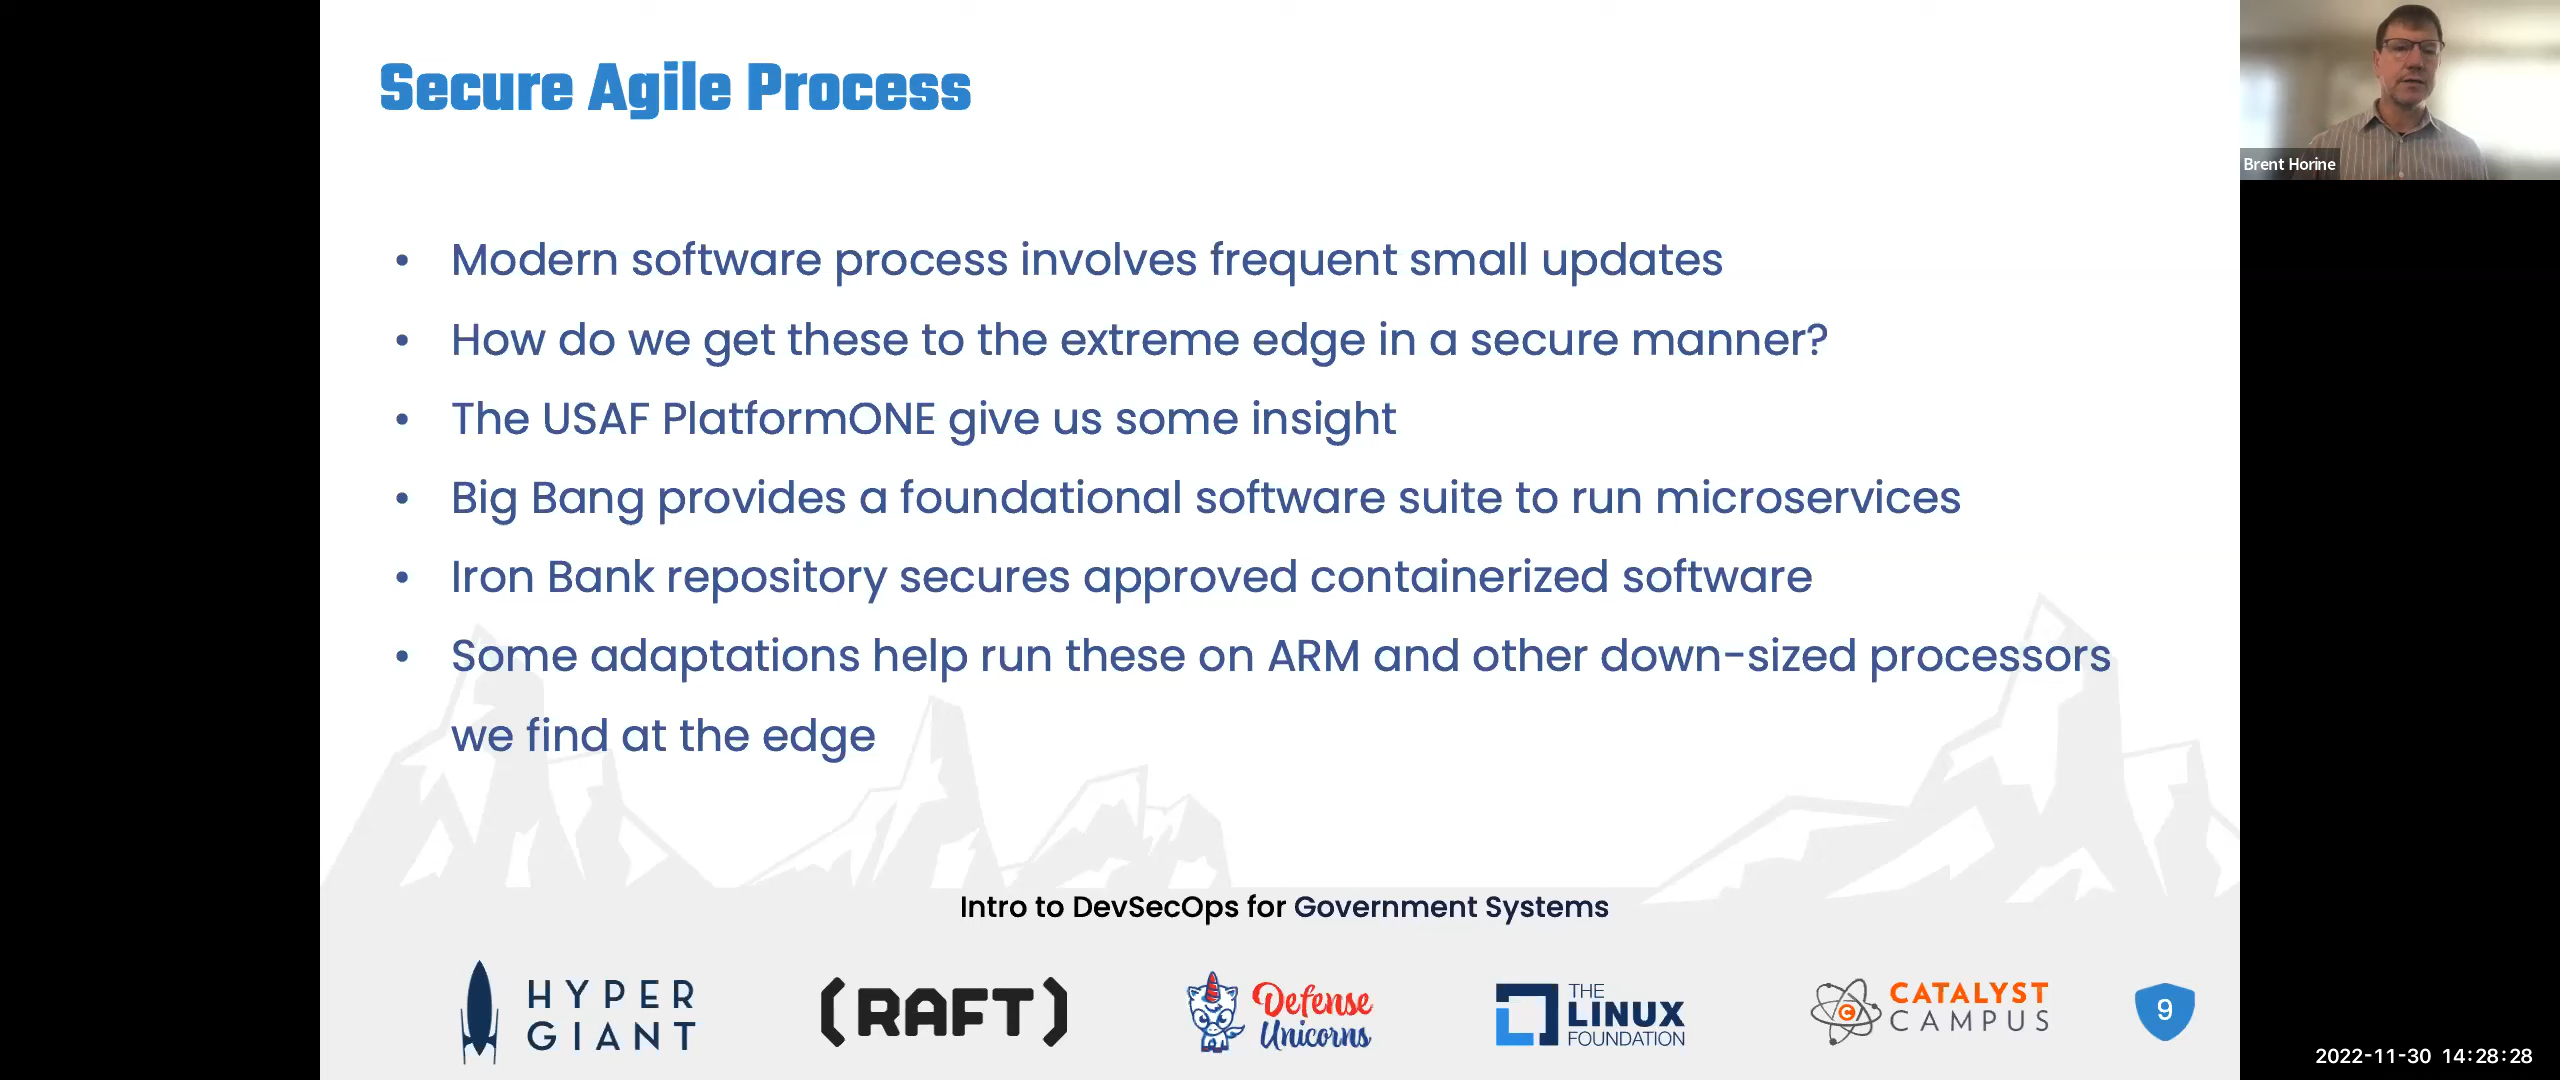 Secure Agile Process
Brent Horine
• Modern software process involves frequent small updates
• How do we get these to the extreme edge in a secure manner?
• The USAF PlatformONE give us some insight
• Big Bang provides a foundational software suite to run microservices
• Iron Bank repository secures approved containerized software
• Some adaptations help run these on ARM and other down-sized processors
we find at the edge
Intro to DevSecOps for Government Systems
HYPER
GIANT
(RAFT)
Defense
Unicorns
THE
LINUX
FOUNDATION
C
CATALYST
CAMPUS
9
2022-11-30 14:28:28